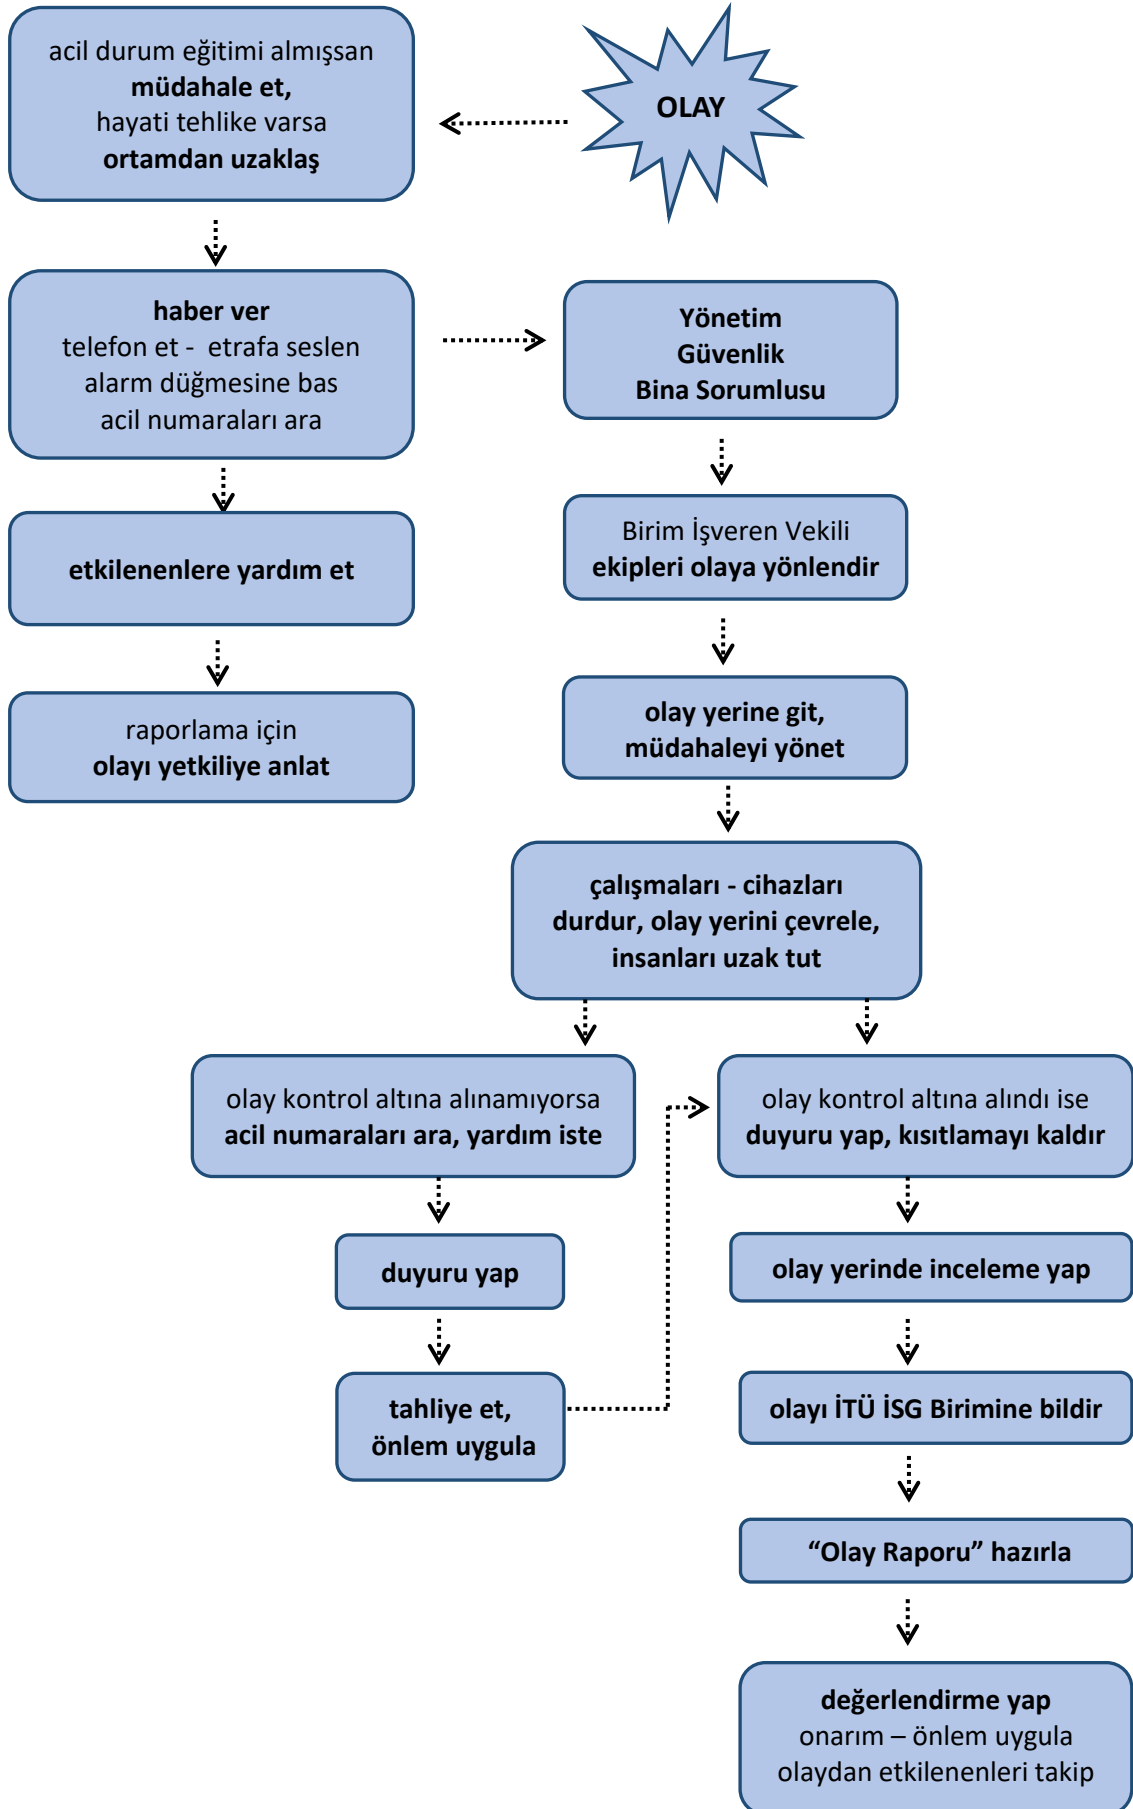 OLAY
acil durum eğitimi almışsan
müdahale et,
hayati tehlike varsa
ortamdan uzaklaş
haber ver
telefon et - etrafa seslen
alarm düğmesine bas
acil numaraları ara
etkilenenlere yardım et
raporlama için
olayı yetkiliye anlat
Yönetim
Güvenlik
Bina Sorumlusu
Birim İşveren Vekili
ekipleri olaya yönlendir
olay yerine git,
müdahaleyi yönet
çalışmaları - cihazları
durdur, olay yerini çevrele,
insanları uzak tut
olay kontrol altına alınamıyorsa
acil numaraları ara, yardım iste
duyuru yap
tahliye et,
önlem uygula
olay kontrol altına alındı ise
duyuru yap, kısıtlamayı kaldır
olay yerinde inceleme yap
olayı İTÜ İSG Birimine bildir
“Olay Raporu” hazırla
değerlendirme yap
onarım – önlem uygula
olaydan etkilenenleri takip